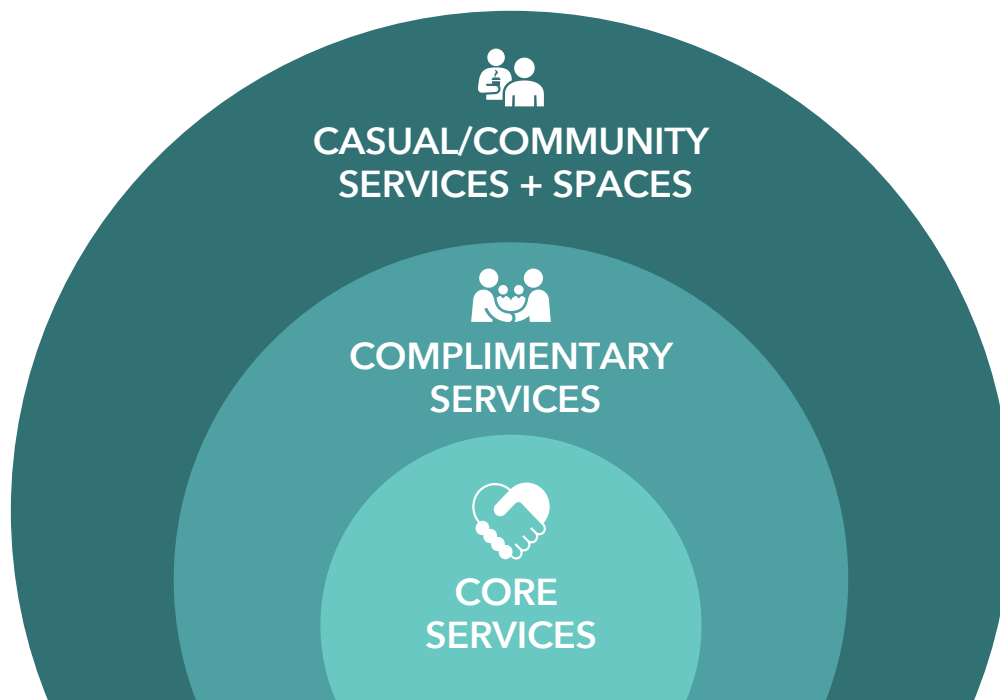 CASUAL/COMMUNITY
SERVICES + SPACES
COMPLIMENTARY
SERVICES
CORE
SERVICES